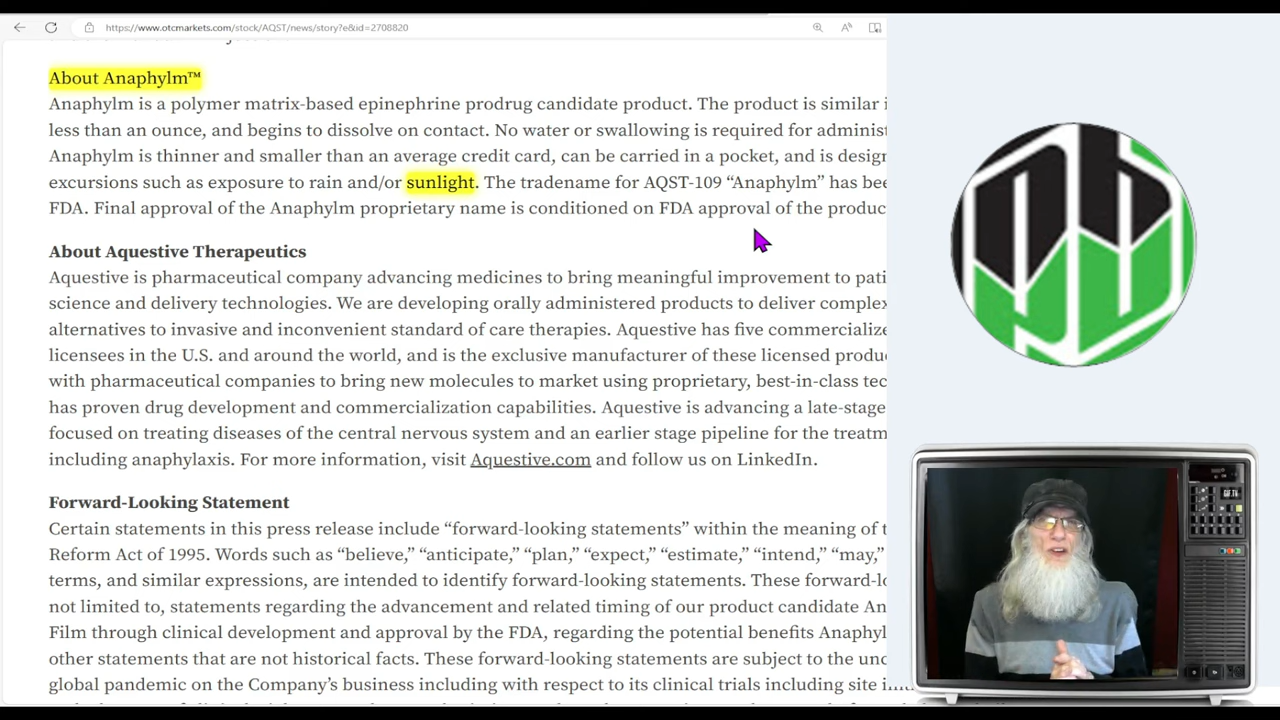 https://www.otcmarkets.com/stock/AQST/news/story?e&id=2708820
About Anaphylm™
Anaphylm is a polymer matrix-based epinephrine prodrug candidate product. The product is similar i
less than an ounce, and begins to dissolve on contact. No water or swallowing is required for administ
Anaphylm is thinner and smaller than an average credit card, can be carried in a pocket, and is design
excursions such as exposure to rain and/or sunlight. The tradename for AQST-109 “Anaphylm” has bee
FDA. Final approval of the Anaphylm proprietary name is conditioned on FDA approval of the produc
About Aquestive Therapeutics
Aquestive is pharmaceutical company advancing medicines to bring meaningful improvement to pati
science and delivery technologies. We are developing orally administered products to deliver complex
alternatives to invasive and inconvenient standard of care therapies. Aquestive has five commercialize
licensees in the U.S. and around the world, and is the exclusive manufacturer of these licensed produ
with pharmaceutical companies to bring new molecules to market using proprietary, best-in-class tec
has proven drug development and commercialization capabilities. Aquestive is advancing a late-stage
focused on treating diseases of the central nervous system and an earlier stage pipeline for the treatm
including anaphylaxis. For more information, visit Aquestive.com and follow us on LinkedIn.
Forward-Looking Statement
Certain statements in this press release include “forward-looking statements” within the meaning of t
Reform Act of 1995. Words such as “believe,” “anticipate,” “plan,” “expect,” “estimate,” “intend,” “may,”
terms, and similar expressions, are intended to identify forward-looking statements. These forward-lo
not limited to, statements regarding the advancement and related timing of our product candidate An
Film through clinical development and approval by the FDA, regarding the potential benefits Anaphyl
other statements that are not historical facts. These forward-looking statements are subject to the un
global pandemic on the Company’s business including with respect to its clinical trials including site
GIF.TV